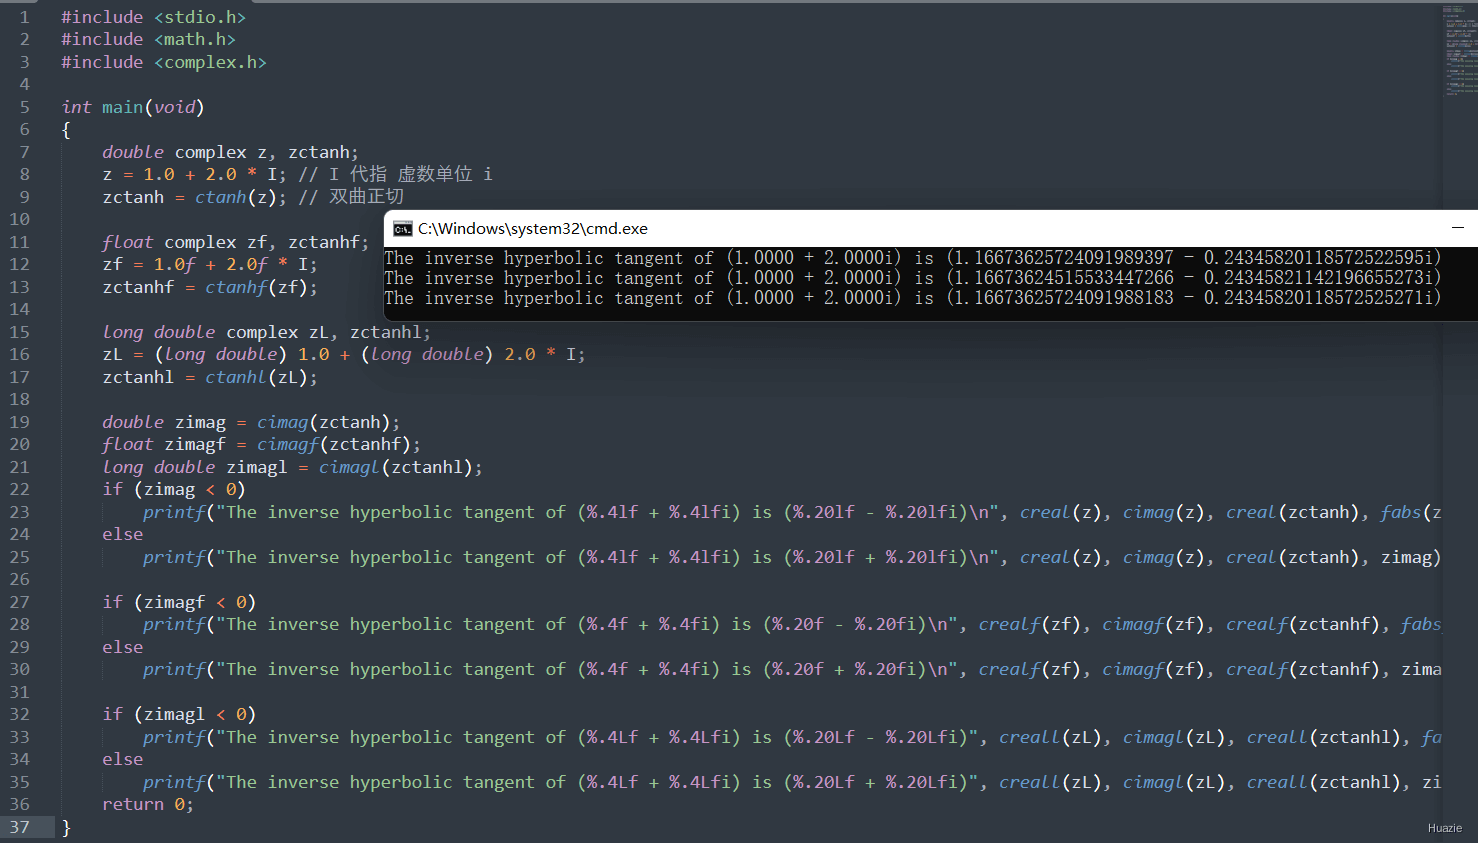 1 #include <stdio.h>
2 #include <math.h>
3 #include <complex.h>
4
5 int main(void)
6 {
7 double complex z, zctanh;
8 z = 1.0 + 2.0 * I; // I 代指 虚数单位 i
9 zctanh = ctanh(z); // 双曲正切
10
11 float complex zf, zctanhf;
12 zf = 1.0f + 2.0f * I;
13 zctanhf = ctanhf(zf);
14
15 long double complex zL, zctanhl;
16 zL = (long double) 1.0 + (long double) 2.0 * I;
17 zctanhl = ctanhl(zL);
18
19 double zimag = cimag(zctanh);
20 float zimagf = cimagf(zctanhf);
21 long double zimagl = cimagl(zctanhl);
22 if (zimag < 0)
23 printf("The inverse hyperbolic tangent of (%.4lf + %.4lfi) is (%.20lf - %.20lfi)\n", creal(z), cimag(z), creal(zctanh), fabs(z
24 else
25 printf("The inverse hyperbolic tangent of (%.4lf + %.4lfi) is (%.20lf + %.20lfi)\n", creal(z), cimag(z), creal(zctanh), zimag)
26
27 if (zimagf < 0)
28 printf("The inverse hyperbolic tangent of (%.4f + %.4fi) is (%.20f - %.20fi)\n", crealf(zf), cimagf(zf), crealf(zctanhf), fabs
29 else
30 printf("The inverse hyperbolic tangent of (%.4f + %.4fi) is (%.20f + %.20fi)\n", crealf(zf), cimagf(zf), crealf(zctanhf), zima
31
32 if (zimagl < 0)
33 printf("The inverse hyperbolic tangent of (%.4Lf + %.4Lfi) is (%.20Lf - %.20Lfi)", creall(zL), cimagl(zL), creall(zctanhl), fa
34 else
35 printf("The inverse hyperbolic tangent of (%.4Lf + %.4Lfi) is (%.20Lf + %.20Lfi)", creall(zL), cimagl(zL), creall(zctanhl), zi
36 return 0;
37 }
C:\Windows\system32\cmd.exe
The inverse hyperbolic tangent of (1.0000 + 2.0000i) is (1.16673625724091989397 - 0.24345820118572522595i)
The inverse hyperbolic tangent of (1.0000 + 2.0000i) is (1.16673624515533447266 - 0.24345821142196655273i)
The inverse hyperbolic tangent of (1.0000 + 2.0000i) is (1.16673625724091988183 - 0.24345820118572525271i)
Huazie